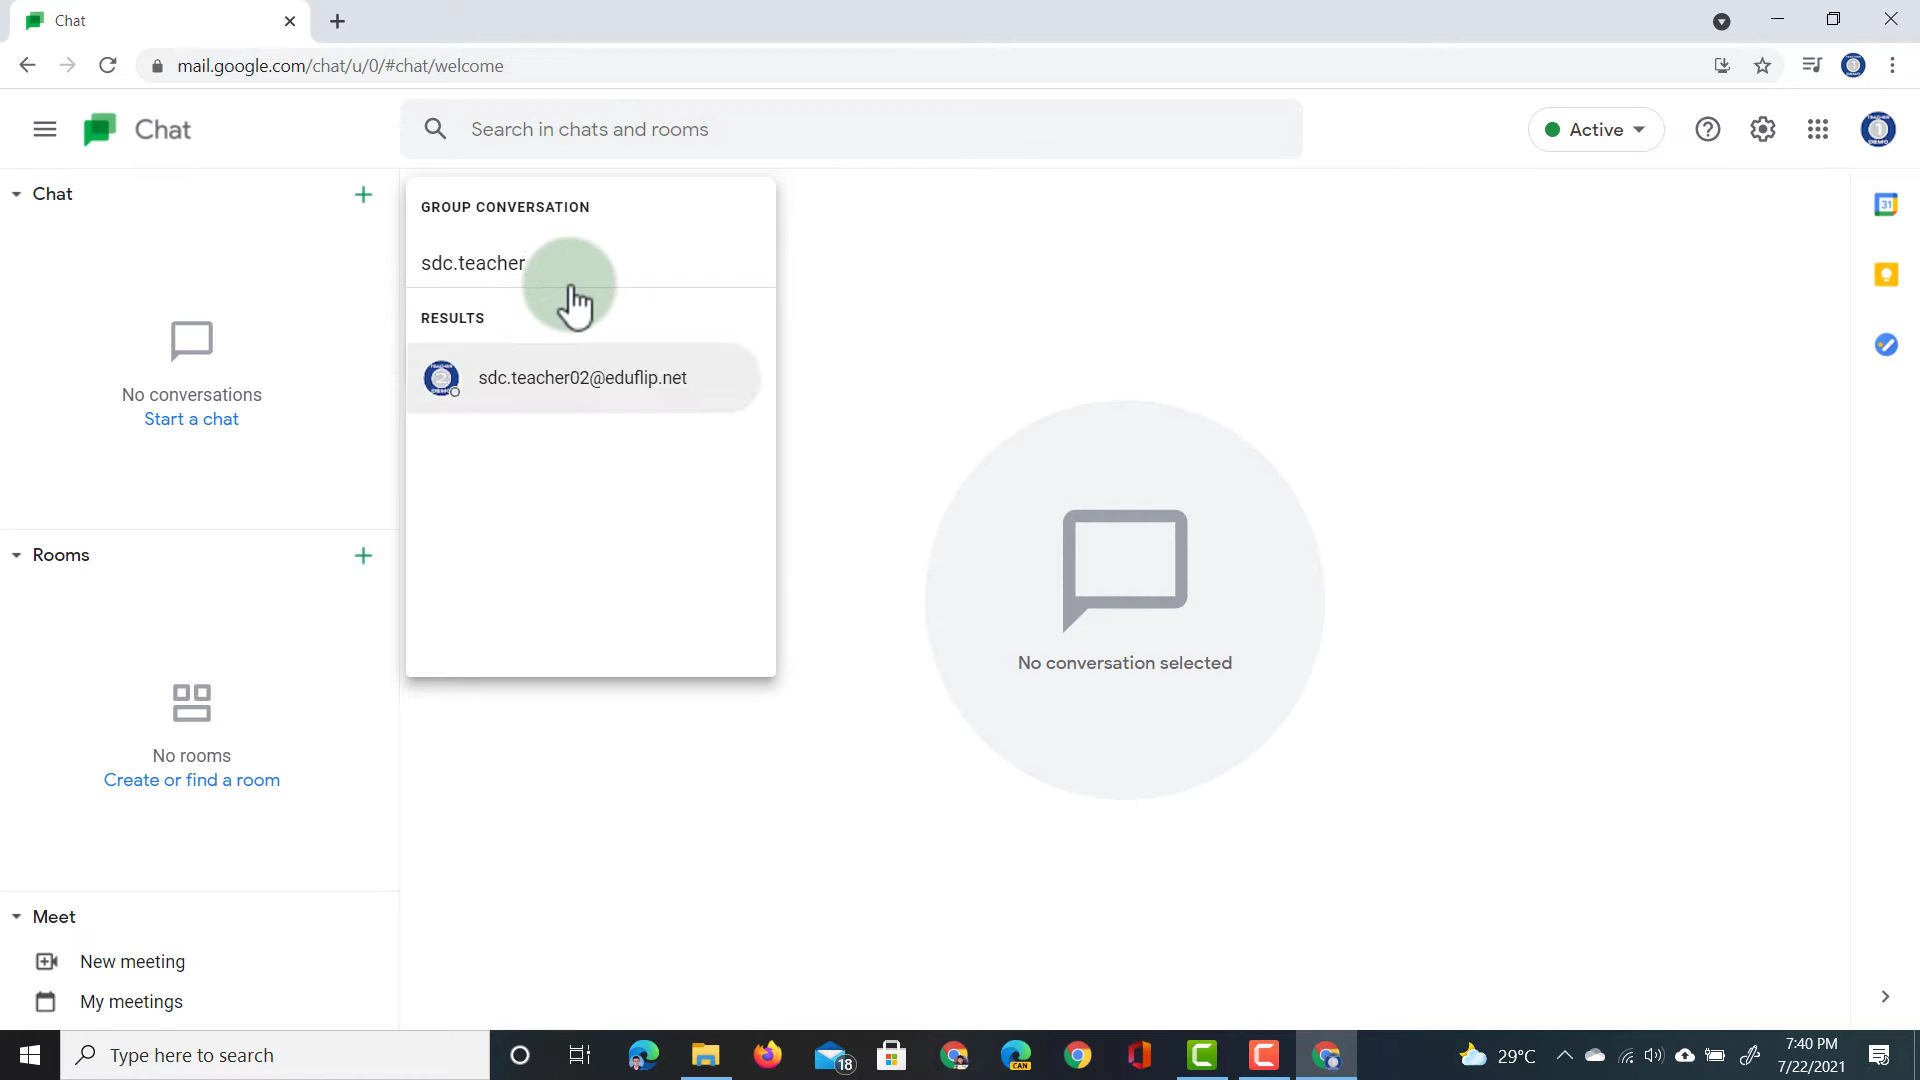 Chat
mail.google.com/chat/u/0/#chat/welcome
Chat
Search in chats and rooms
Active
Chat
No conversations
Start a chat
Rooms
No rooms
Create or find a room
Meet
New meeting
My meetings
GROUP CONVERSATION
sdc.teacher
RESULTS
sdc.teacher02@eduflip.net
No conversation selected
31
Type here to search
18
CAN
29°C
7:40 PM
7/22/2021